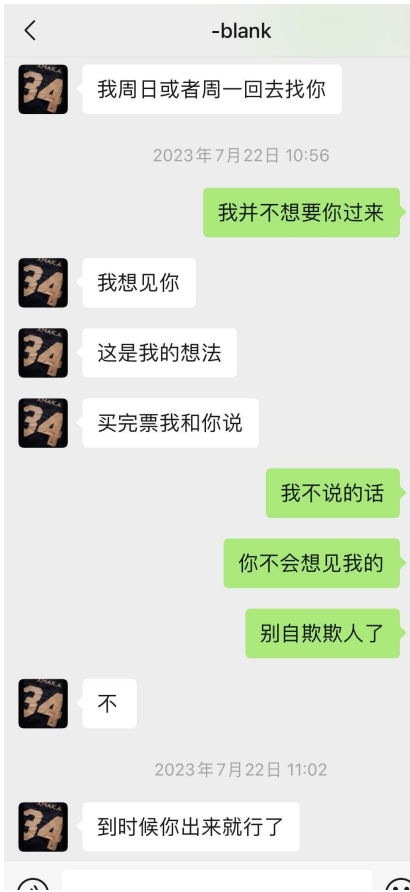 -blank
我周日或者周一回去找你
2023年7月22日 10:56
我并不想要你过来
我想见你
这是我的想法
买完票我和你说
我不说的话
你不会想见我的
别自欺欺人了
不
2023年7月22日 11:02
到时候你出来就行了